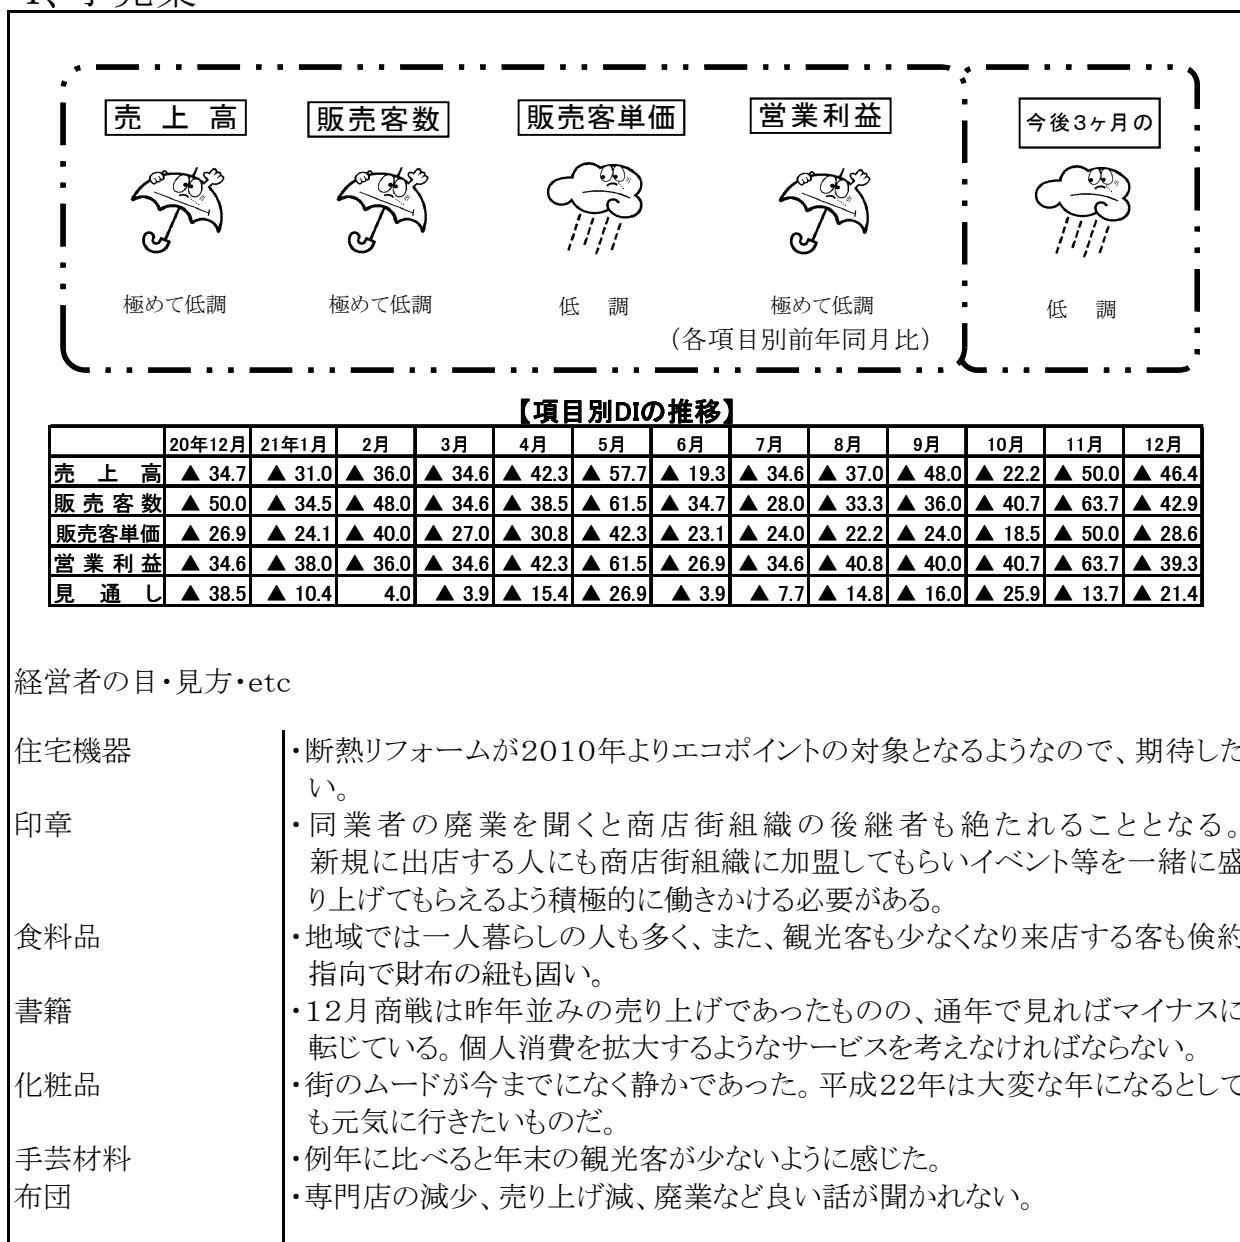 売上高 販売客数 販売客単価 営業利益 今後3ヶ月の
極めて低調 極めて低調 低調 極めて低調 低調
(各項目別前年同月比)
【項目別DIの推移】
20年12月 21年1月 2月 3月 4月 5月 6月 7月 8月 9月 10月 11月 12月
売上高 ▲ 34.7 ▲ 31.0 ▲ 36.0 ▲ 34.6 ▲ 42.3 ▲ 57.7 ▲ 19.3 ▲ 34.6 ▲ 37.0 ▲ 48.0 ▲ 22.2 ▲ 50.0 ▲ 46.4
販売客数 ▲ 50.0 ▲ 34.5 ▲ 48.0 ▲ 34.6 ▲ 38.5 ▲ 61.5 ▲ 34.7 ▲ 28.0 ▲ 33.3 ▲ 36.0 ▲ 40.7 ▲ 63.7 ▲ 42.9
販売客単価 ▲ 26.9 ▲ 24.1 ▲ 40.0 ▲ 27.0 ▲ 30.8 ▲ 42.3 ▲ 23.1 ▲ 24.0 ▲ 22.2 ▲ 24.0 ▲ 18.5 ▲ 50.0 ▲ 28.6
営業利益 ▲ 34.6 ▲ 38.0 ▲ 36.0 ▲ 34.6 ▲ 42.3 ▲ 61.5 ▲ 26.9 ▲ 34.6 ▲ 40.8 ▲ 40.0 ▲ 40.7 ▲ 63.7 ▲ 39.3
見通し ▲ 38.5 ▲ 10.4 4.0 ▲ 3.9 ▲ 15.4 ▲ 26.9 ▲ 3.9 ▲ 7.7 ▲ 14.8 ▲ 16.0 ▲ 25.9 ▲ 13.7 ▲ 21.4
経営者の目・見方・etc
住宅機器 ・断熱リフォームが2010年よりエコポイントの対象となるようなので、期待した
い。
印章 ・同業者の廃業を聞くと商店街組織の後継者も絶たれることとなる。
新規に出店する人にも商店街組織に加盟してもらいイベント等を一緒に盛
り上げてもらえるよう積極的に働きかける必要がある。
食料品 ・地域では一人暮らしの人も多く、また、観光客も少なくなり来店する客も倹約
指向で財布の紐も固い。
書籍 ・12月商戦は昨年並みの売り上げであったものの、通年で見ればマイナスに
転じている。個人消費を拡大するようなサービスを考えなければならない。
化粧品 ・街のムードが今までになく静かであった。平成22年は大変な年になるとして
も元気に行きたいものだ。
手芸材料 ・例年に比べると年末の観光客が少ないように感じた。
布団 ・専門店の減少、売り上げ減、廃業など良い話が聞かれない。